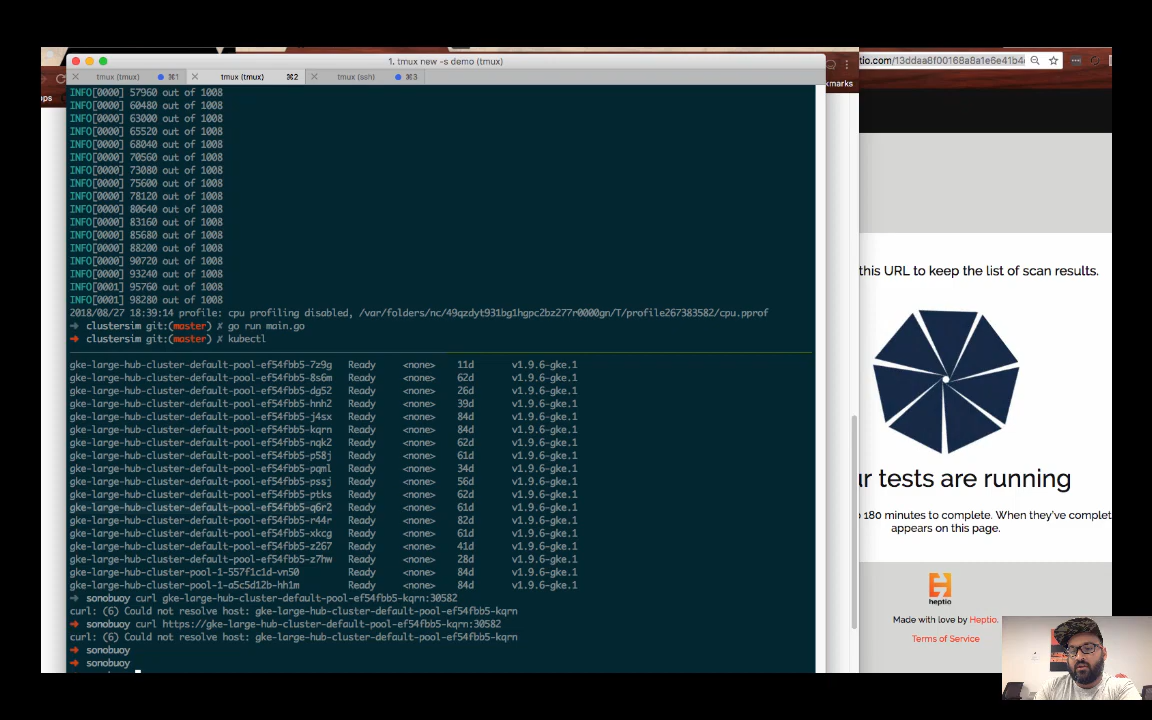 1. tmux new -s demo (tmux)
tmux (tmux) ⌘1 tmux (tmux) ⌘2 tmux (ssh) ⌘3
INFO[0000] 57960 out of 1008
INFO[0000] 60480 out of 1008
INFO[0000] 63000 out of 1008
INFO[0000] 65520 out of 1008
INFO[0000] 68040 out of 1008
INFO[0000] 70560 out of 1008
INFO[0000] 73080 out of 1008
INFO[0000] 75600 out of 1008
INFO[0000] 78120 out of 1008
INFO[0000] 80640 out of 1008
INFO[0000] 83160 out of 1008
INFO[0000] 85680 out of 1008
INFO[0000] 88200 out of 1008
INFO[0000] 90720 out of 1008
INFO[0000] 93240 out of 1008
INFO[0001] 95760 out of 1008
INFO[0001] 98280 out of 1008
2018/08/27 18:39:14 profile: cpu profiling disabled, /var/folders/nc/49qzdyt931bg1hgpc2bz277r0000gn/T/profile267383582/cpu.pprof
➜ clustersim git:(master) ✗ go run main.go
➜ clustersim git:(master) ✗ kubectl
gke-large-hub-cluster-default-pool-ef54fbb5-7z9g Ready <none> 11d v1.9.6-gke.1
gke-large-hub-cluster-default-pool-ef54fbb5-8s6m Ready <none> 62d v1.9.6-gke.1
gke-large-hub-cluster-default-pool-ef54fbb5-dg52 Ready <none> 26d v1.9.6-gke.1
gke-large-hub-cluster-default-pool-ef54fbb5-hnh2 Ready <none> 39d v1.9.6-gke.1
gke-large-hub-cluster-default-pool-ef54fbb5-j4sx Ready <none> 84d v1.9.6-gke.1
gke-large-hub-cluster-default-pool-ef54fbb5-kqrn Ready <none> 84d v1.9.6-gke.1
gke-large-hub-cluster-default-pool-ef54fbb5-nqk2 Ready <none> 62d v1.9.6-gke.1
gke-large-hub-cluster-default-pool-ef54fbb5-p58j Ready <none> 61d v1.9.6-gke.1
gke-large-hub-cluster-default-pool-ef54fbb5-pqml Ready <none> 34d v1.9.6-gke.1
gke-large-hub-cluster-default-pool-ef54fbb5-pssj Ready <none> 56d v1.9.6-gke.1
gke-large-hub-cluster-default-pool-ef54fbb5-ptks Ready <none> 62d v1.9.6-gke.1
gke-large-hub-cluster-default-pool-ef54fbb5-q6r2 Ready <none> 61d v1.9.6-gke.1
gke-large-hub-cluster-default-pool-ef54fbb5-r44r Ready <none> 82d v1.9.6-gke.1
gke-large-hub-cluster-default-pool-ef54fbb5-xkcg Ready <none> 61d v1.9.6-gke.1
gke-large-hub-cluster-default-pool-ef54fbb5-z267 Ready <none> 41d v1.9.6-gke.1
gke-large-hub-cluster-default-pool-ef54fbb5-z7hw Ready <none> 28d v1.9.6-gke.1
gke-large-hub-cluster-pool-1-557f1c1d-vn50 Ready <none> 84d v1.9.6-gke.1
gke-large-hub-cluster-pool-1-a5c5d12b-hh1m Ready <none> 84d v1.9.6-gke.1
➜ sonobuoy curl gke-large-hub-cluster-default-pool-ef54fbb5-kqrn:30582
curl: (6) Could not resolve host: gke-large-hub-cluster-default-pool-ef54fbb5-kqrn
➜ sonobuoy curl https://gke-large-hub-cluster-default-pool-ef54fbb5-kqrn:30582
curl: (6) Could not resolve host: gke-large-hub-cluster-default-pool-ef54fbb5-kqrn
➜ sonobuoy
➜ sonobuoy
tio.com/13ddaa8f00168a8a1e6e41b4
ops
kmarks
this URL to keep the list of scan results.
ur tests are running
180 minutes to complete. When they've complet
appears on this page.
heptio
Made with love by Heptio.
Terms of Service